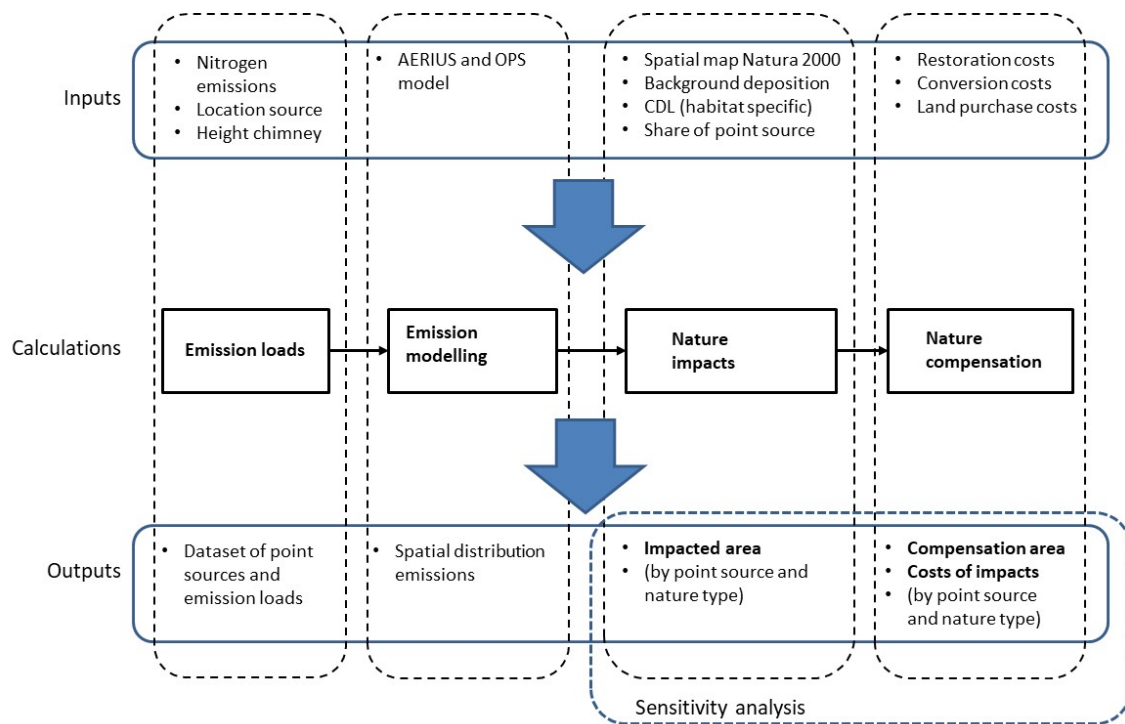 Inputs
• Nitrogen
emissions
• Location source
• Height chimney
• AERIUS and OPS
model
• Spatial map Natura 2000
• Background deposition
• CDL (habitat specific)
• Share of point source
• Restoration costs
• Conversion costs
• Land purchase costs
Calculations
Emission loads
Emission
modelling
Nature
impacts
Nature
compensation
Outputs
• Dataset of point
sources and
emission loads
• Spatial distribution
emissions
• Impacted area
• (by point source and
nature type)
• Compensation area
• Costs of impacts
• (by point source
and nature type)
Sensitivity analysis